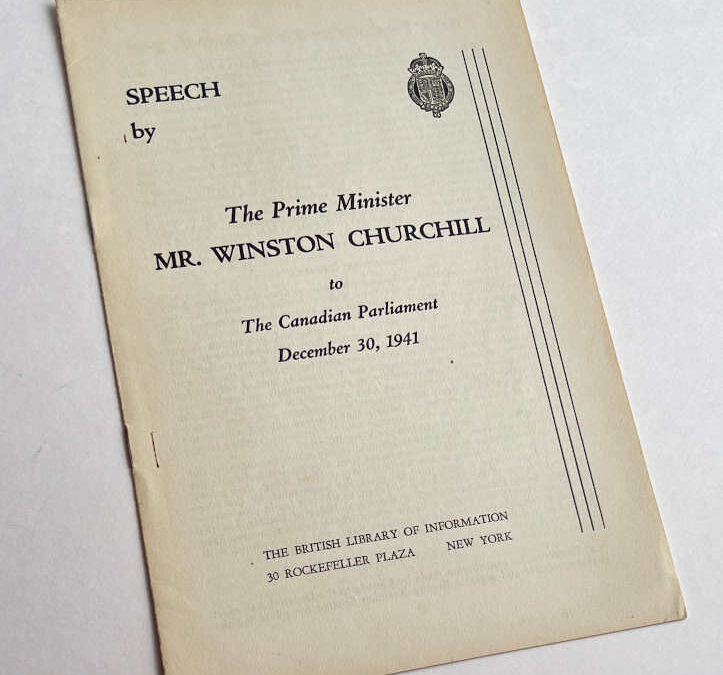 SPEECH
by
The Prime Minister
MR. WINSTON CHURCHILL
to
The Canadian Parliament
December 30, 1941
THE BRITISH LIBRARY OF INFORMATION
30 ROCKEFELLER PLAZA NEW YORK